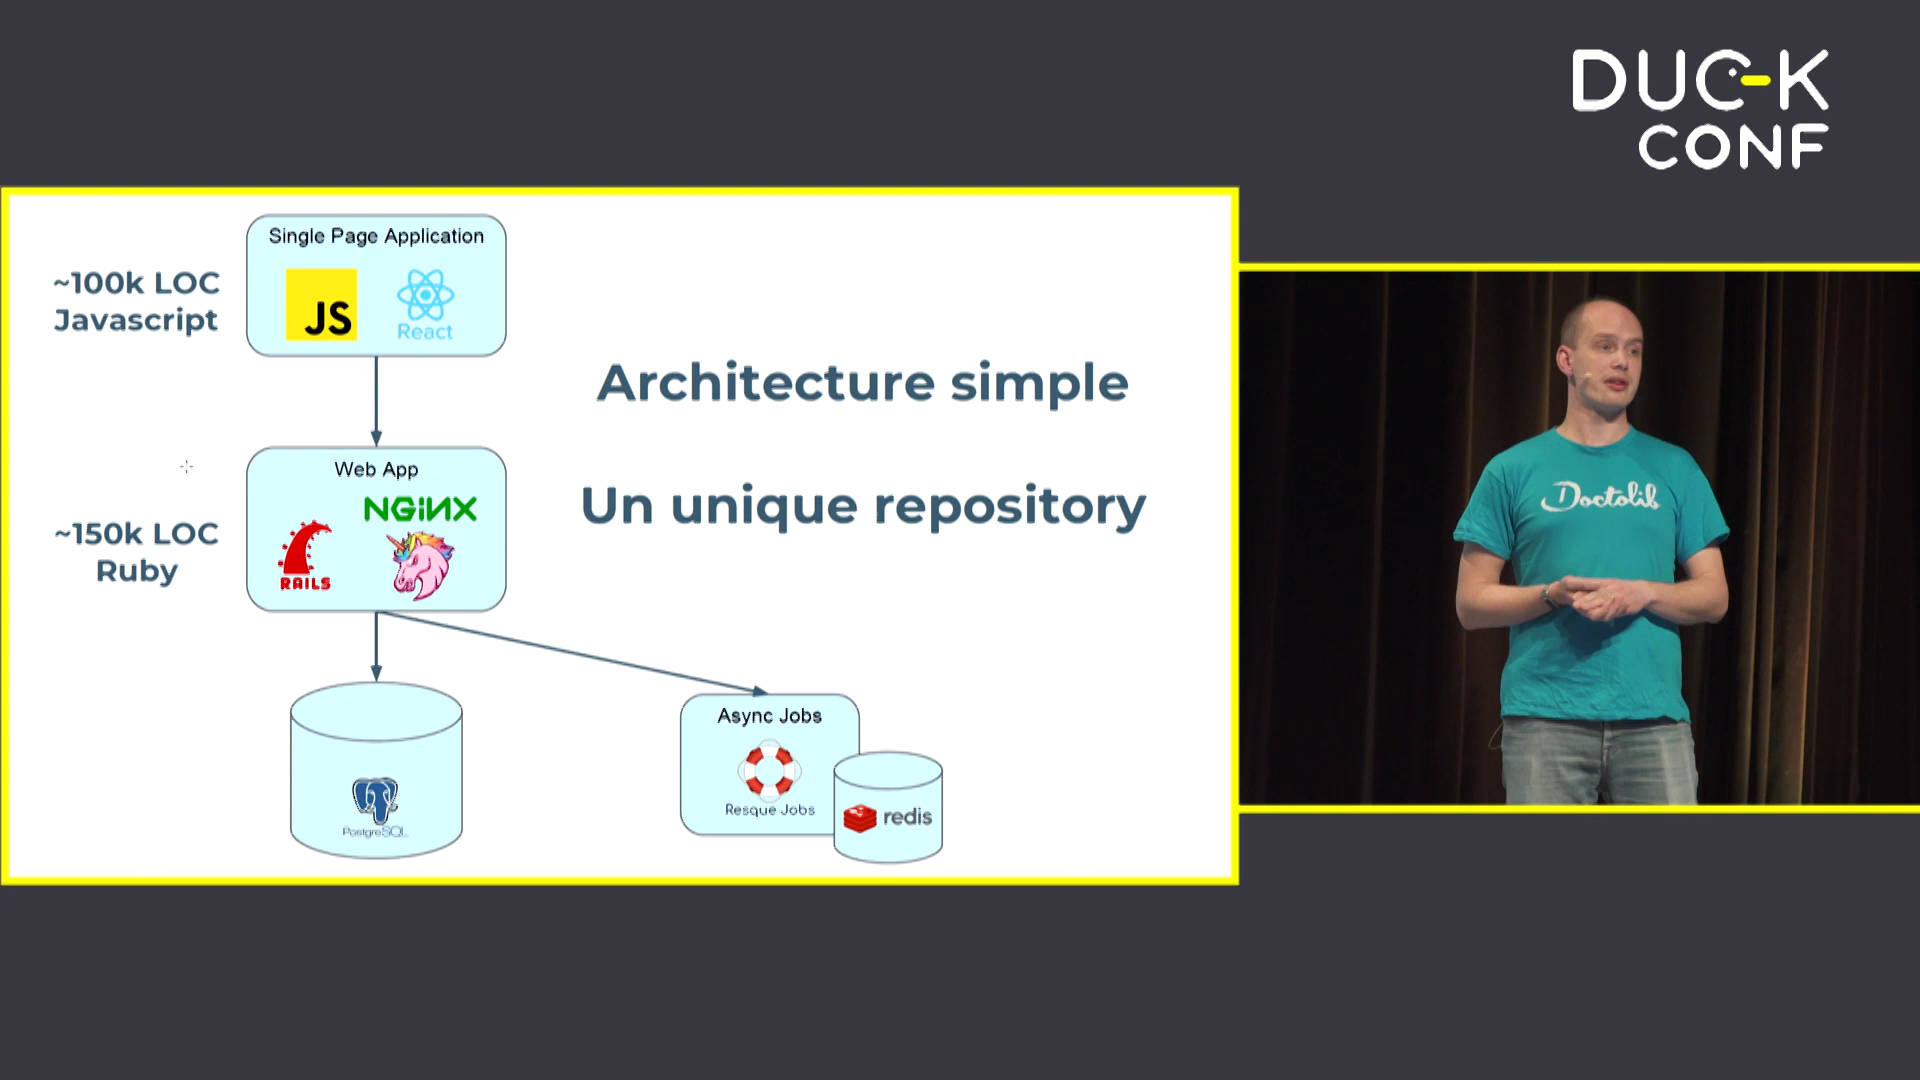 DUC-K
CONF
Single Page Application
~100k LOC
Javascript
JS
React
Architecture simple
Un unique repository
Web App
NGiNX
~150k LOC
Ruby
RAILS
Async Jobs
Resque Jobs
redis
PostgreSQL
Doctolib